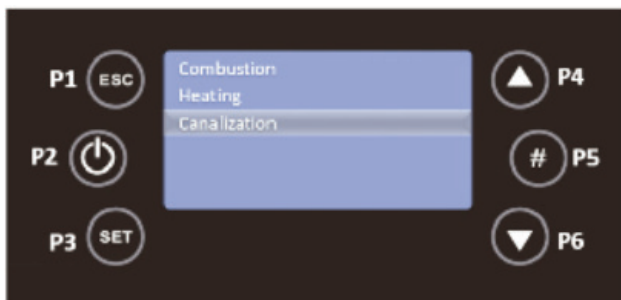 P1 ESC
Combustion
Heating
Canalization
P4
P2
# P5
P3 SET
P6